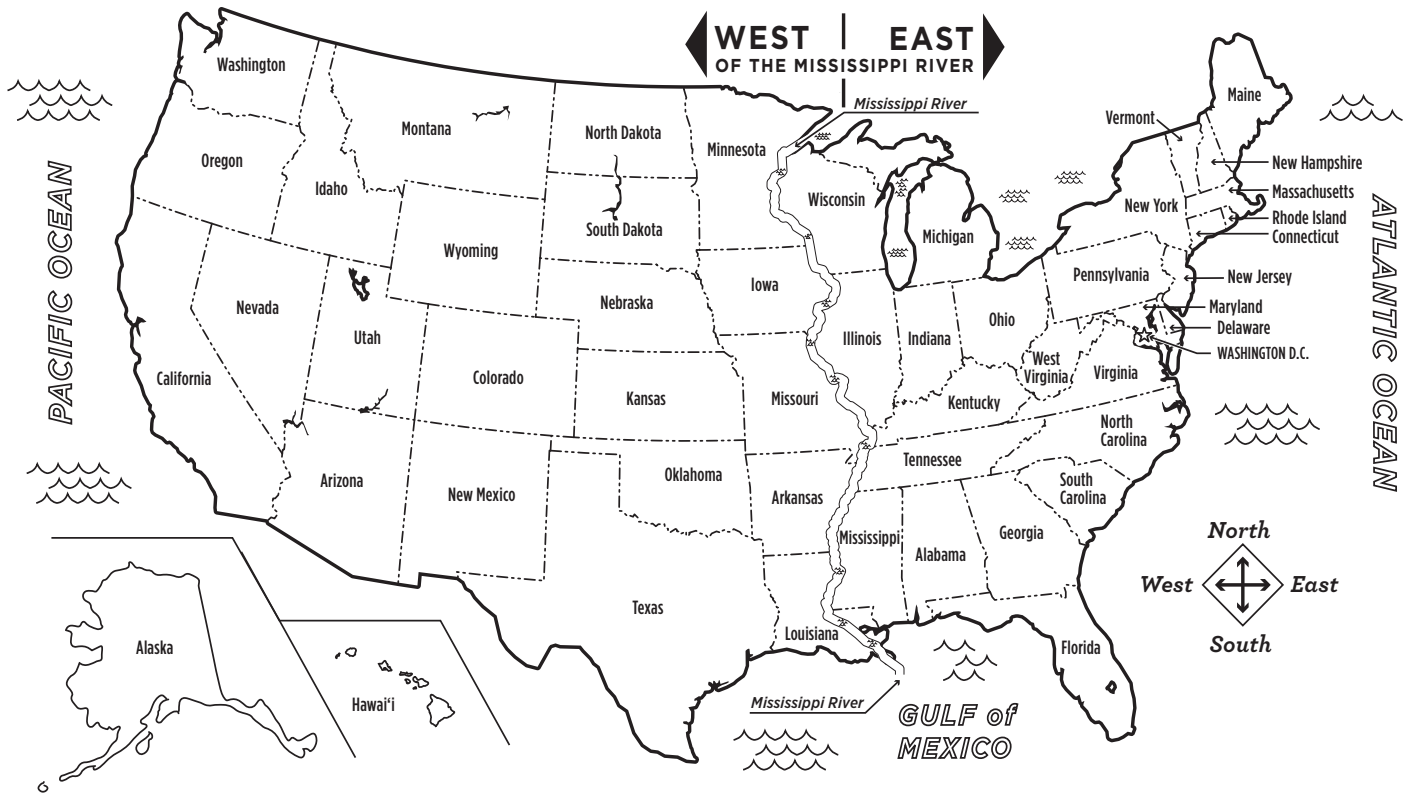 WEST | EAST
OF THE MISSISSIPPI RIVER
Mississippi River
Washington
Oregon
Idaho
Montana
North Dakota
South Dakota
Minnesota
Wisconsin
Michigan
Wyoming
Nebraska
Iowa
Nevada
Utah
Colorado
Kansas
Missouri
Illinois
Indiana
Ohio
California
Arizona
New Mexico
Oklahoma
Arkansas
Texas
Louisiana
Mississippi
Alabama
Georgia
Florida
Tennessee
Kentucky
West
Virginia
Virginia
North
Carolina
South
Carolina
Pennsylvania
New York
Vermont
Maine
New Hampshire
Massachusetts
Rhode Island
Connecticut
New Jersey
Maryland
Delaware
WASHINGTON D.C.
PACIFIC OCEAN
ATLANTIC OCEAN
North
West
East
South
Alaska
Hawai‘i
Mississippi River
GULF of
MEXICO